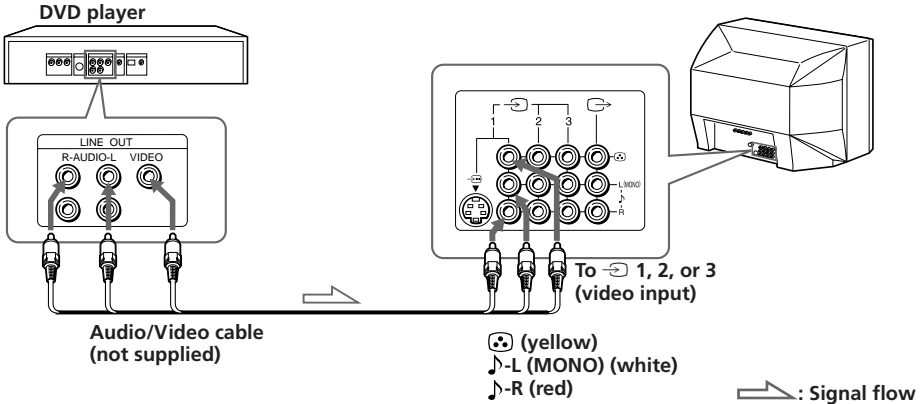 DVD player
LINE OUT
R-AUDIO-L VIDEO
1 2 3
L(MONO)
R
To 1, 2, or 3
(video input)
Audio/Video cable
(not supplied)
(yellow)
♪-L (MONO) (white)
♪-R (red)
: Signal flow